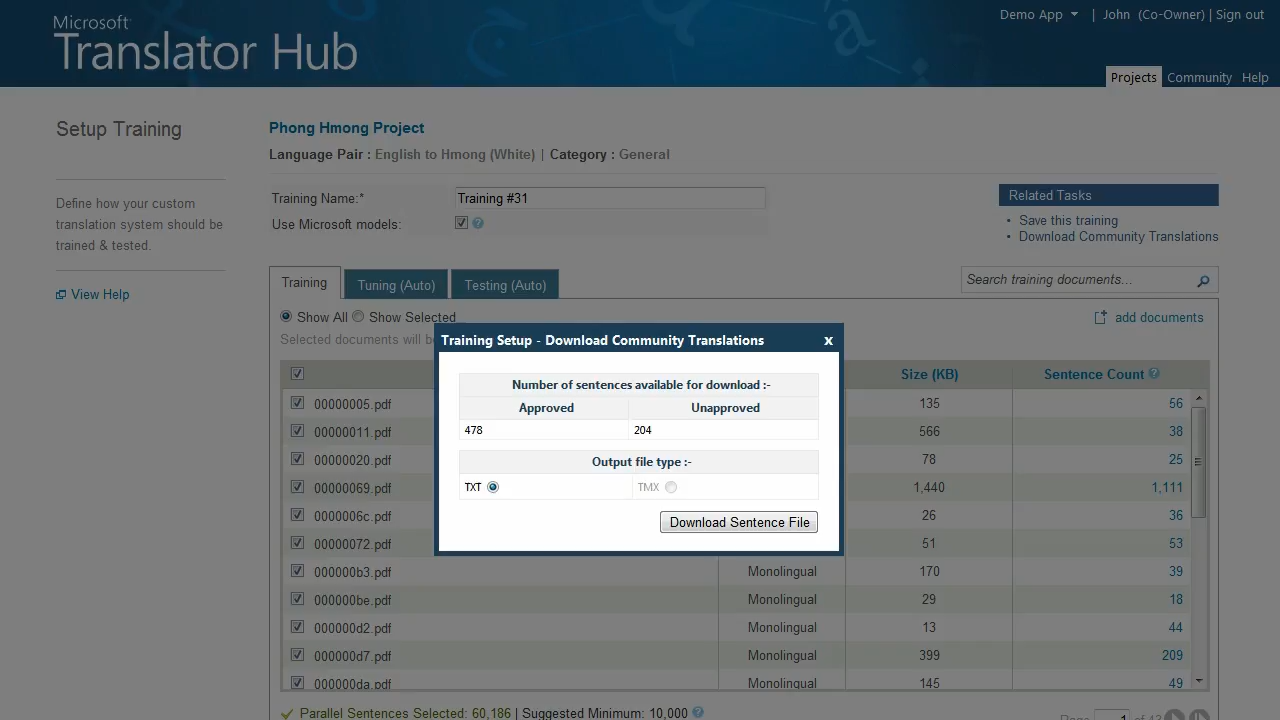 Microsoft
Translator Hub
Demo App | John (Co-Owner) | Sign out
Projects Community Help
Setup Training
Define how your custom
translation system should be
trained & tested.
View Help
Phong Hmong Project
Language Pair : English to Hmong (White) | Category : General
Training Name:* Training #31
Use Microsoft models:
Related Tasks
Save this training
Download Community Translations
Training Tuning (Auto) Testing (Auto)
Search training documents...
Show All Show Selected
add documents
Selected documents will be
Training Setup - Download Community Translations x
Number of sentences available for download :-
Approved Unapproved
478 204
Output file type :-
TXT TMX
Download Sentence File
Size (KB) Sentence Count
00000005.pdf 135 56
00000011.pdf 566 38
00000020.pdf 78 25
00000069.pdf 1,440 1,111
0000006c.pdf 26 36
00000072.pdf 51 53
000000b3.pdf Monolingual 170 39
000000be.pdf Monolingual 29 18
000000d2.pdf Monolingual 13 44
000000d7.pdf Monolingual 399 209
000000da.pdf Monolingual 145 49
Parallel Sentences Selected: 60,186 | Suggested Minimum: 10,000
Page 1 of